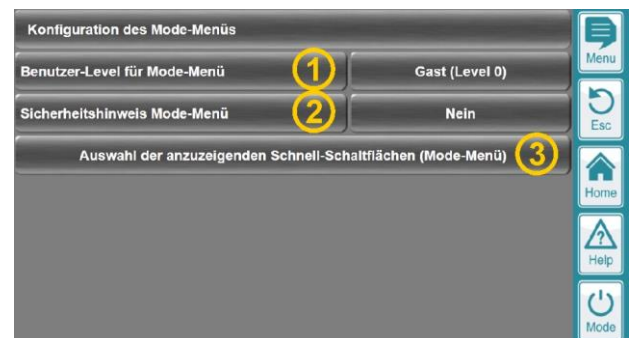 Konfiguration des Mode-Menüs
Benutzer-Level für Mode-Menü 1 Gast (Level 0)
Sicherheitshinweis Mode-Menü 2 Nein
Auswahl der anzuzeigenden Schnell-Schaltflächen (Mode-Menü) 3
Menu
Esc
Home
? Help
Mode